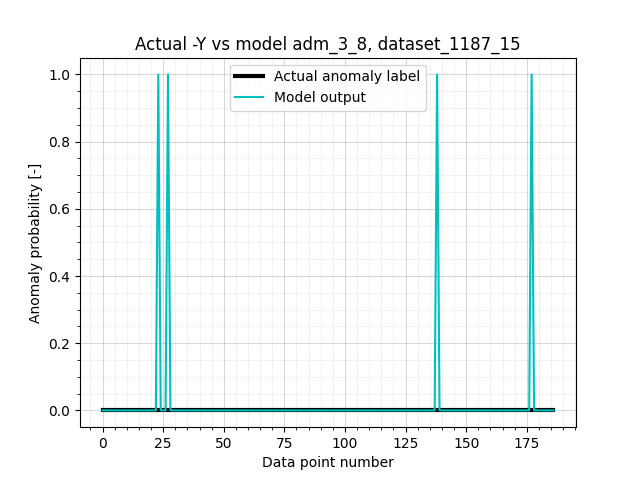 Actual -Y vs model adm_3_8, dataset_1187_15
Actual anomaly label
Model output
Anomaly probability [-]
1.0
0.8
0.6
0.4
0.2
0.0
0 25 50 75 100 125 150 175
Data point number